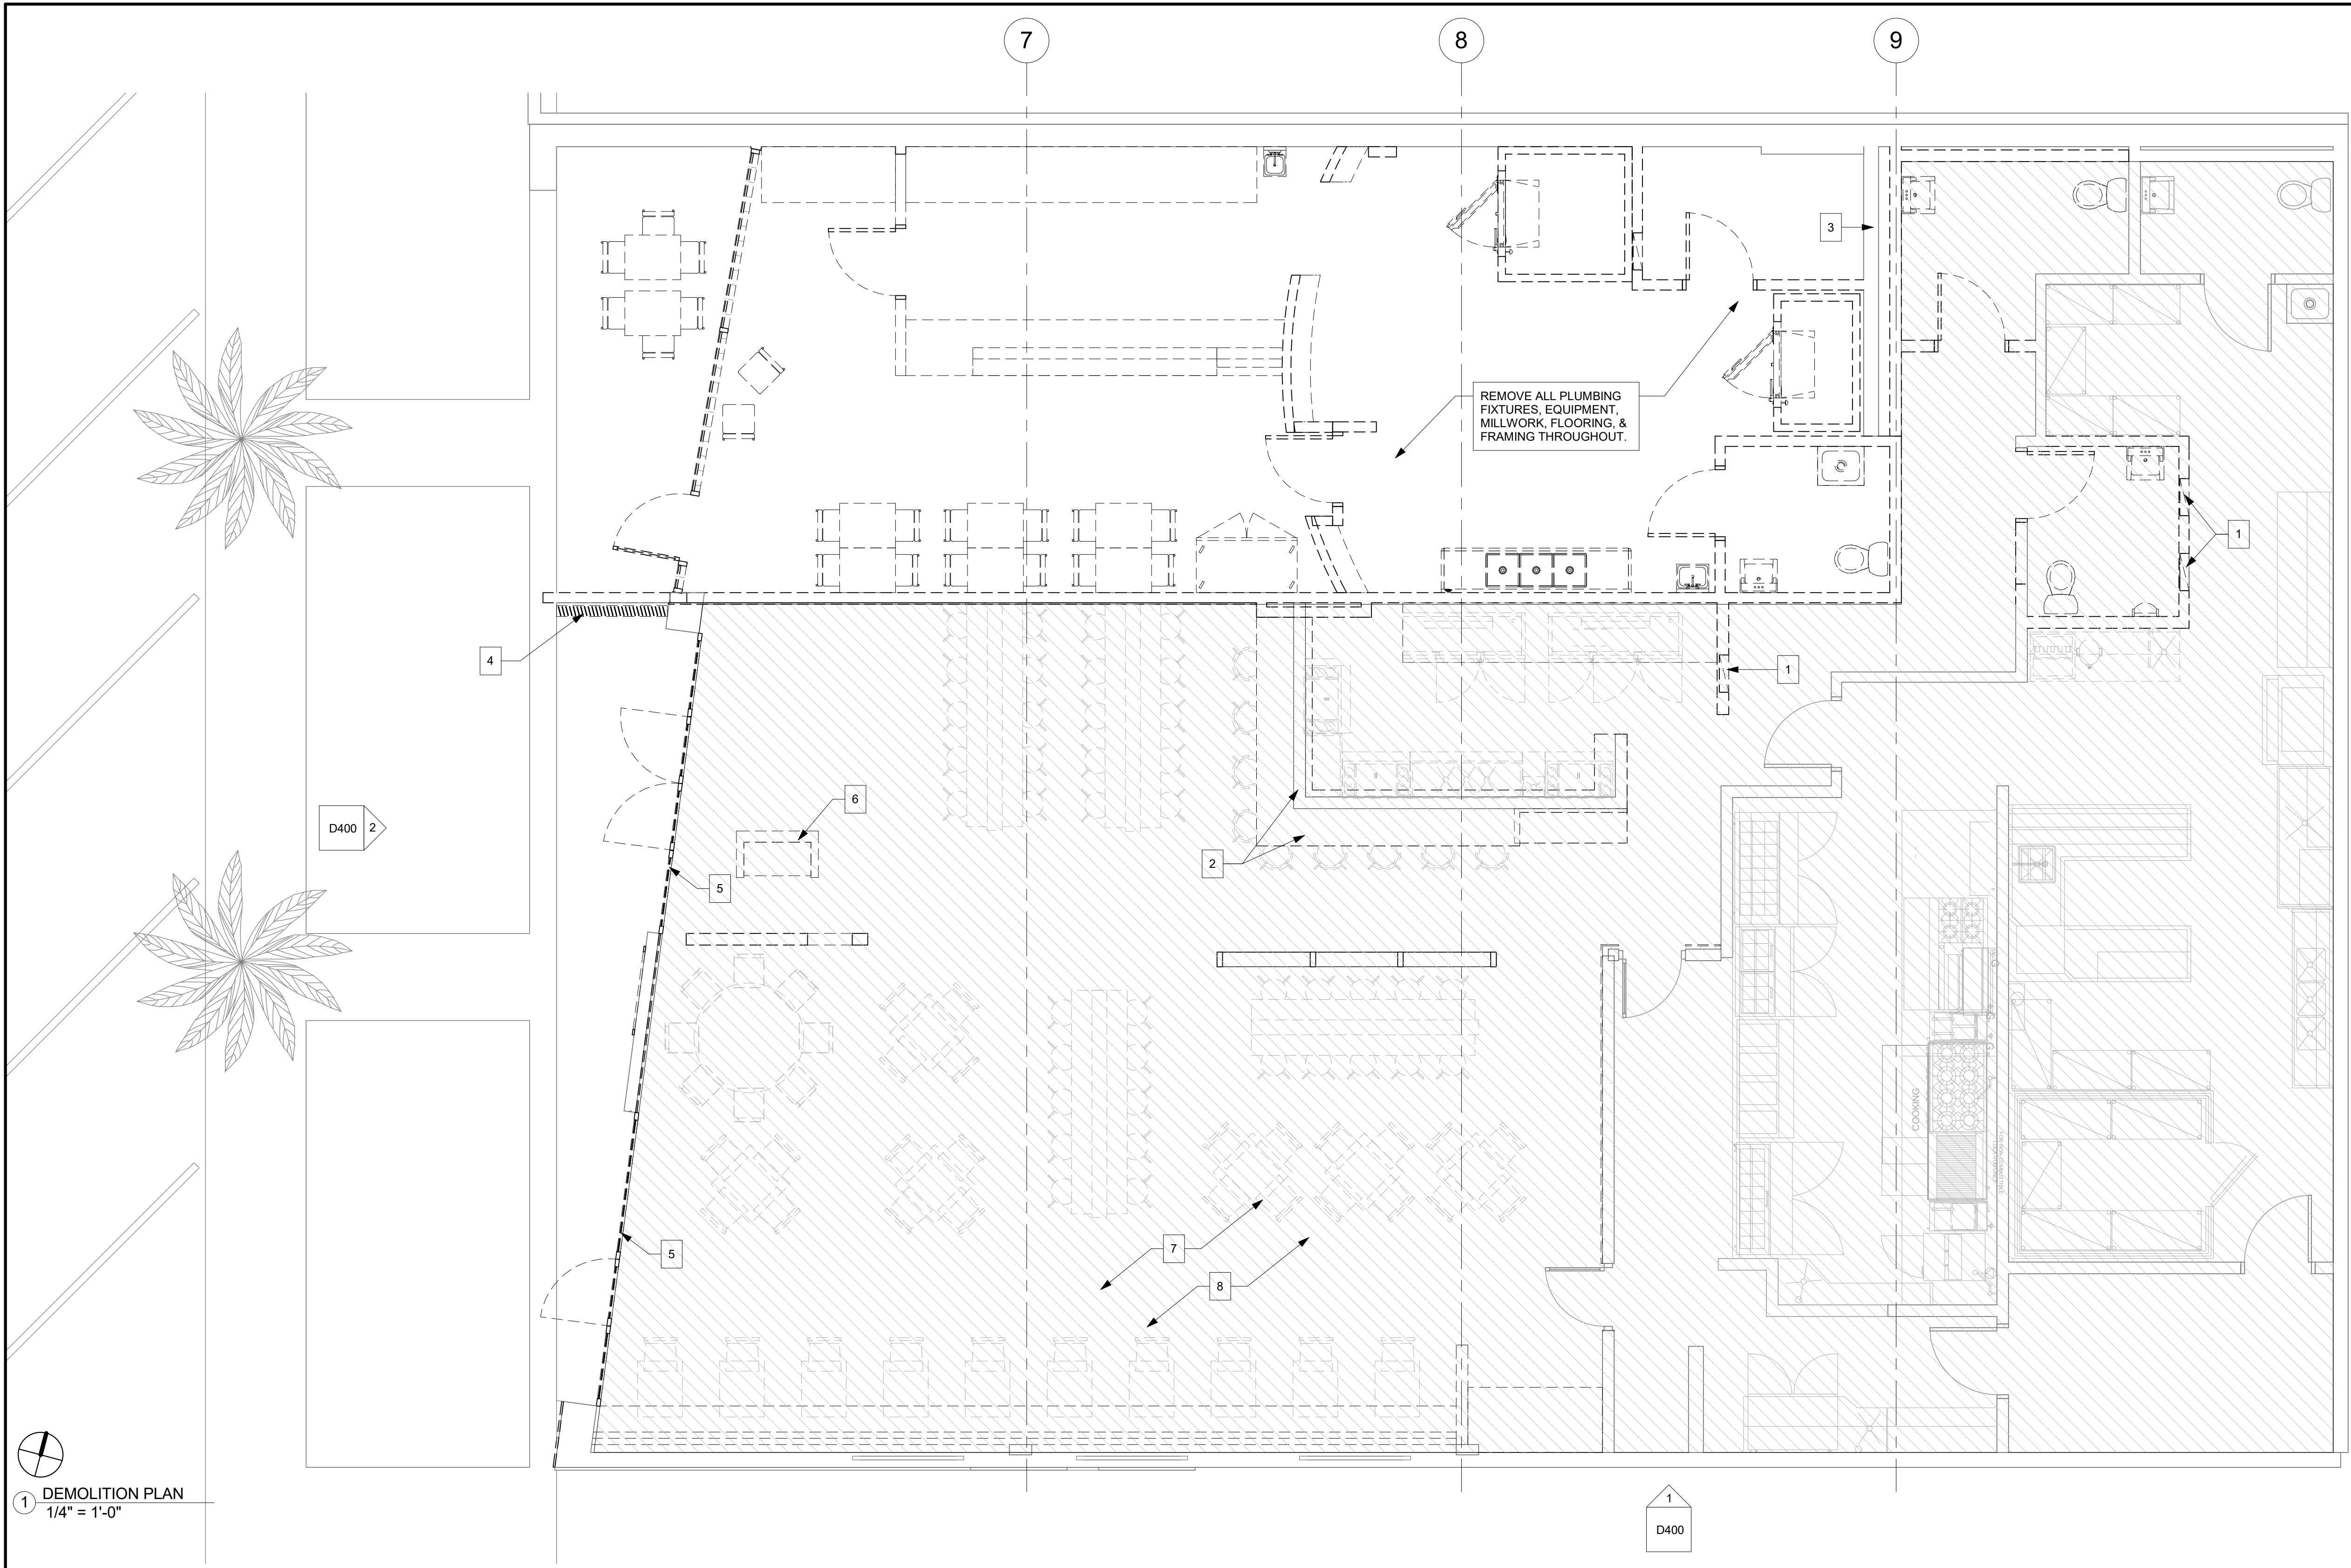 7
8
9
3
REMOVE ALL PLUMBING
FIXTURES, EQUIPMENT,
MILLWORK, FLOORING, &
FRAMING THROUGHOUT.
1
4
1
6
D400
2
2
5
COOKING
7
5
8
1
DEMOLITION PLAN
1/4" = 1'-0"
1
D400